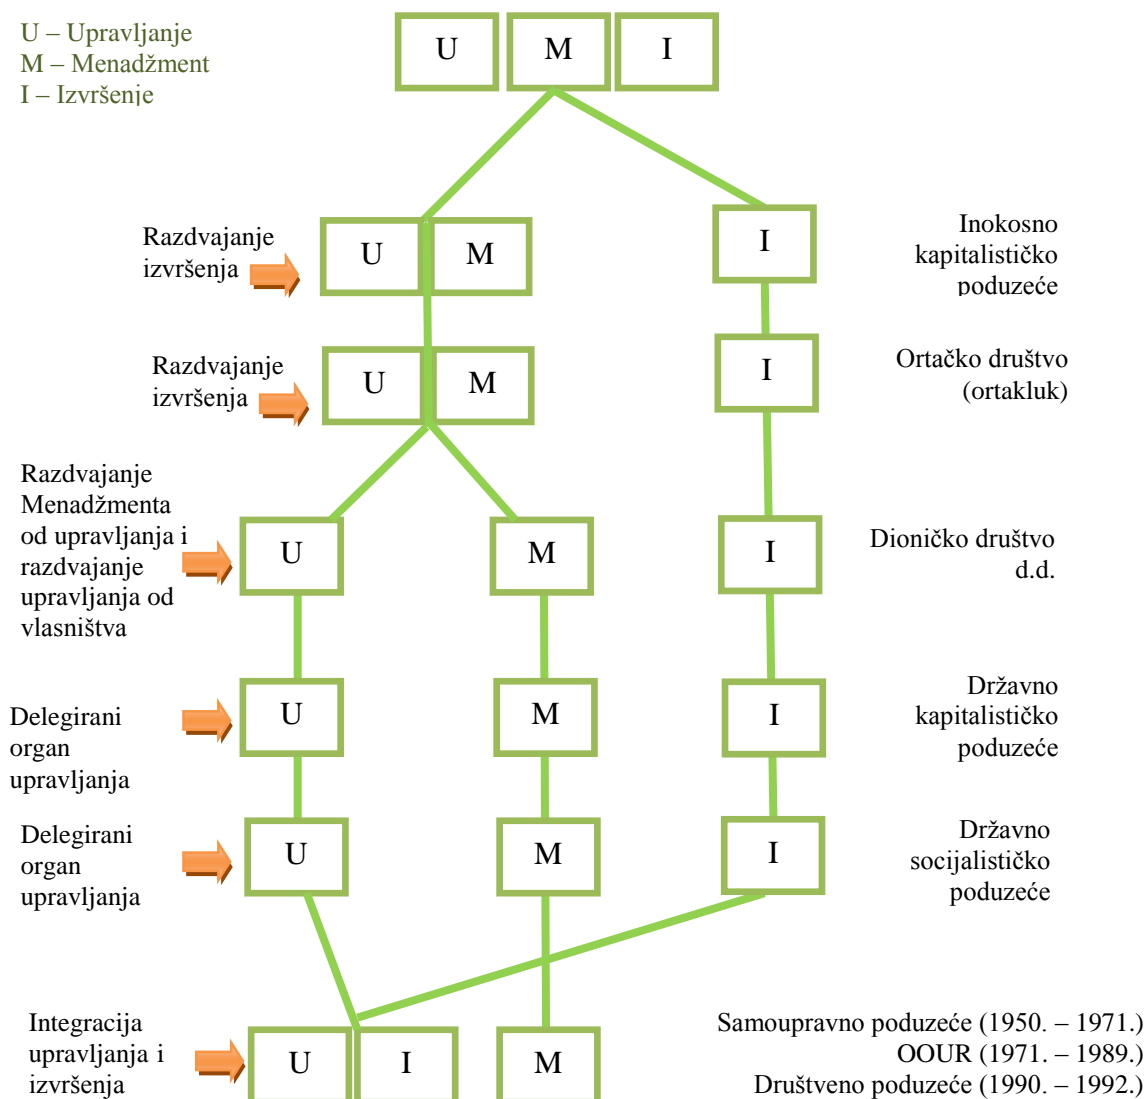 U – Upravljanje
M – Menadžment
I – Izvršenje
U M I
Razdvajanje
izvršenja
U M I
Inokosno
kapitalističko
poduzeće
Razdvajanje
izvršenja
U M I
Ortačko društvo
(ortakluk)
Razdvajanje
Menadžmenta
od upravljanja i
razdvajanje
upravljanja od
vlasništva
U M I
Dioničko društvo
d.d.
Delegirani
organ
upravljanja
U M I
Državno
kapitalističko
poduzeće
Delegirani
organ
upravljanja
U M I
Državno
socijalističko
poduzeće
Integracija
upravljanja i
izvršenja
U I M
Samoupravno poduzeće (1950. – 1971.)
OOUR (1971. – 1989.)
Društveno poduzeće (1990. – 1992.)